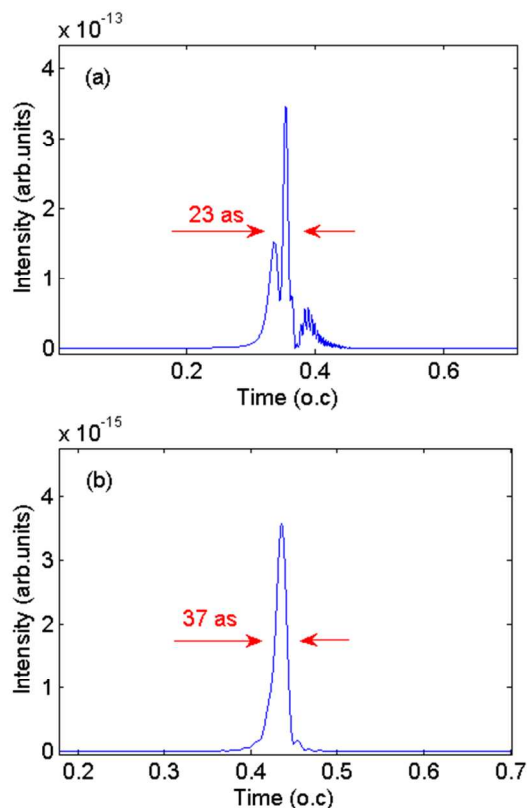 x 10^-13
(a)
4
3
2
1
0
Intensity (arb.units)
23 as
0.2 0.4 0.6
Time (o.c)
x 10^-15
(b)
4
3
2
1
0
Intensity (arb.units)
37 as
0.2 0.3 0.4 0.5 0.6 0.7
Time (o.c)